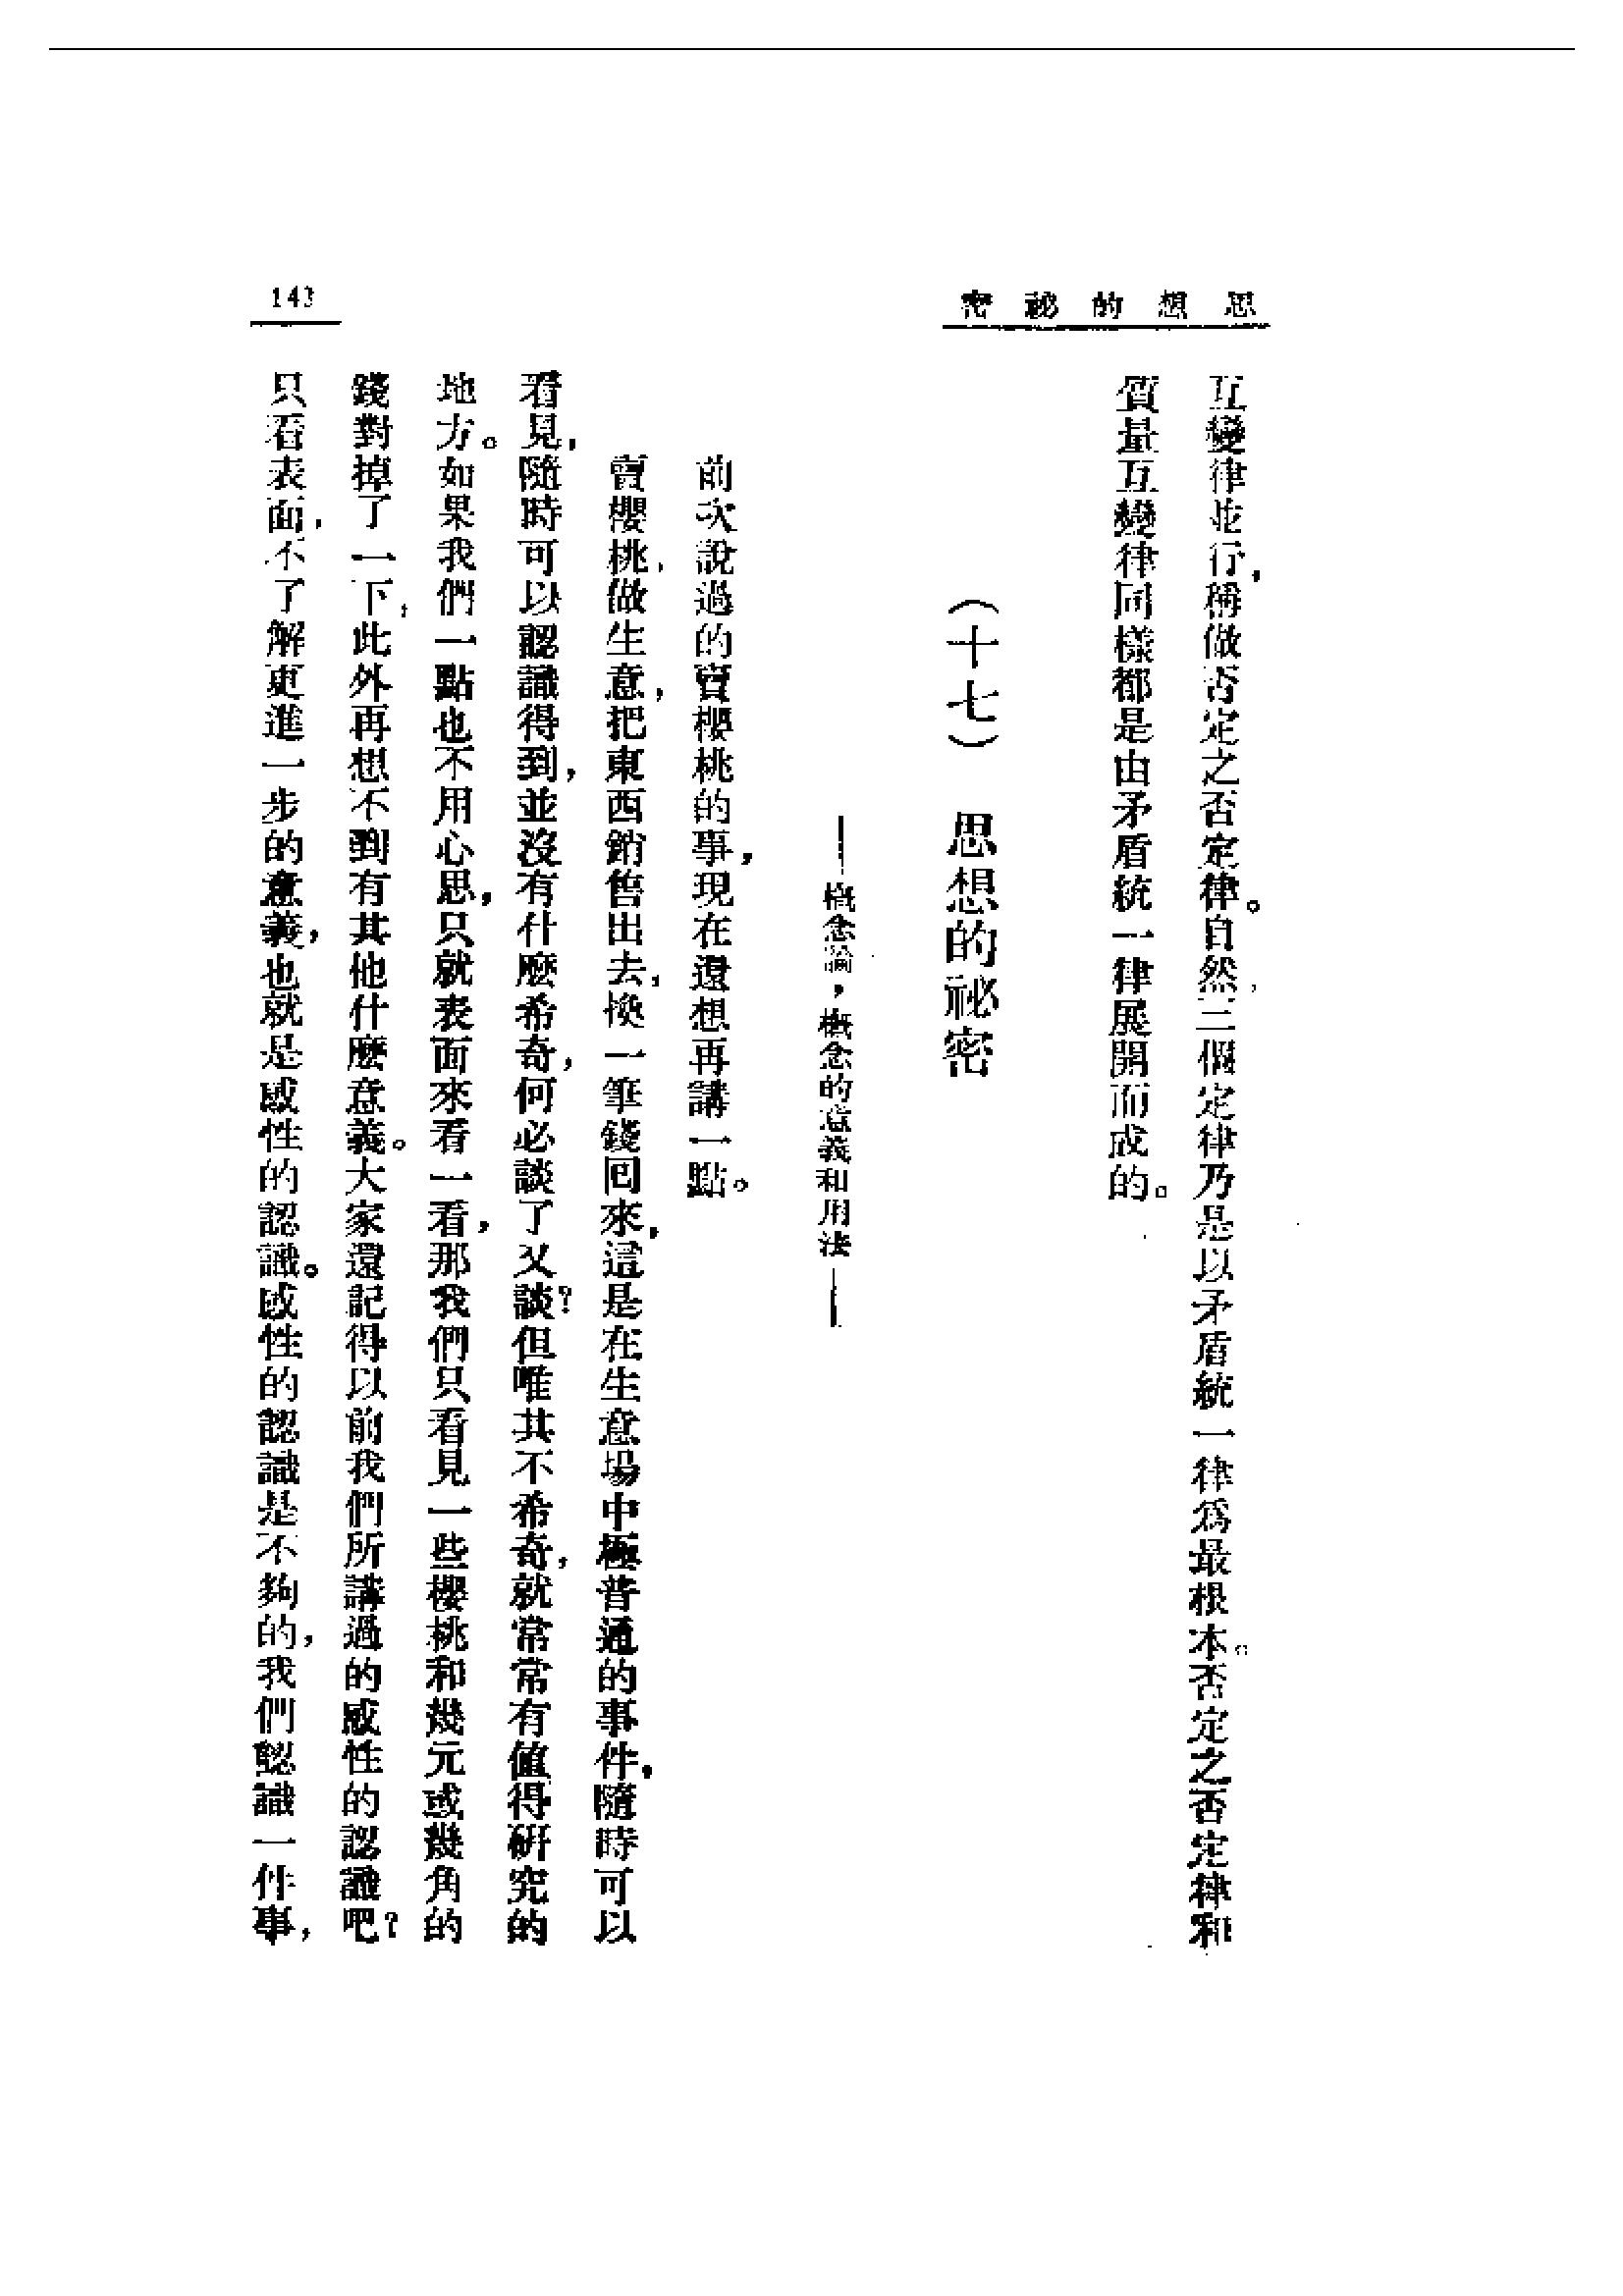 思想的祕密
互變律並行，稱做否定之否定律。自然，三個定律乃是以矛盾統一律爲最根本。否定之否定律和
質量互變律同樣都是由矛盾統一律展開而成的。
（十七） 思想的祕密
——概念論，概念的意義和用法——
前次說過的賣櫻桃的事，現在還想再講一點。
賣櫻桃，做生意，把東西銷售出去，換一筆錢回來，這是在生意場中極普通的事件，隨時可以
看見，隨時可以認識得到，並沒有什麼希奇，何必談了又談？但唯其不希奇，就常常有值得研究的
地方。如果我們一點也不用心思，只就表面來看一看，那我們只看見一些櫻桃和幾元或幾角的
錢對掉了一下，此外再想不到有其他什麼意義。大家還記得以前我們所講過的感性的認識吧？
只看表面，不了解更進一步的意義，也就是感性的認識。感性的認識是不夠的，我們認識一件事，
143